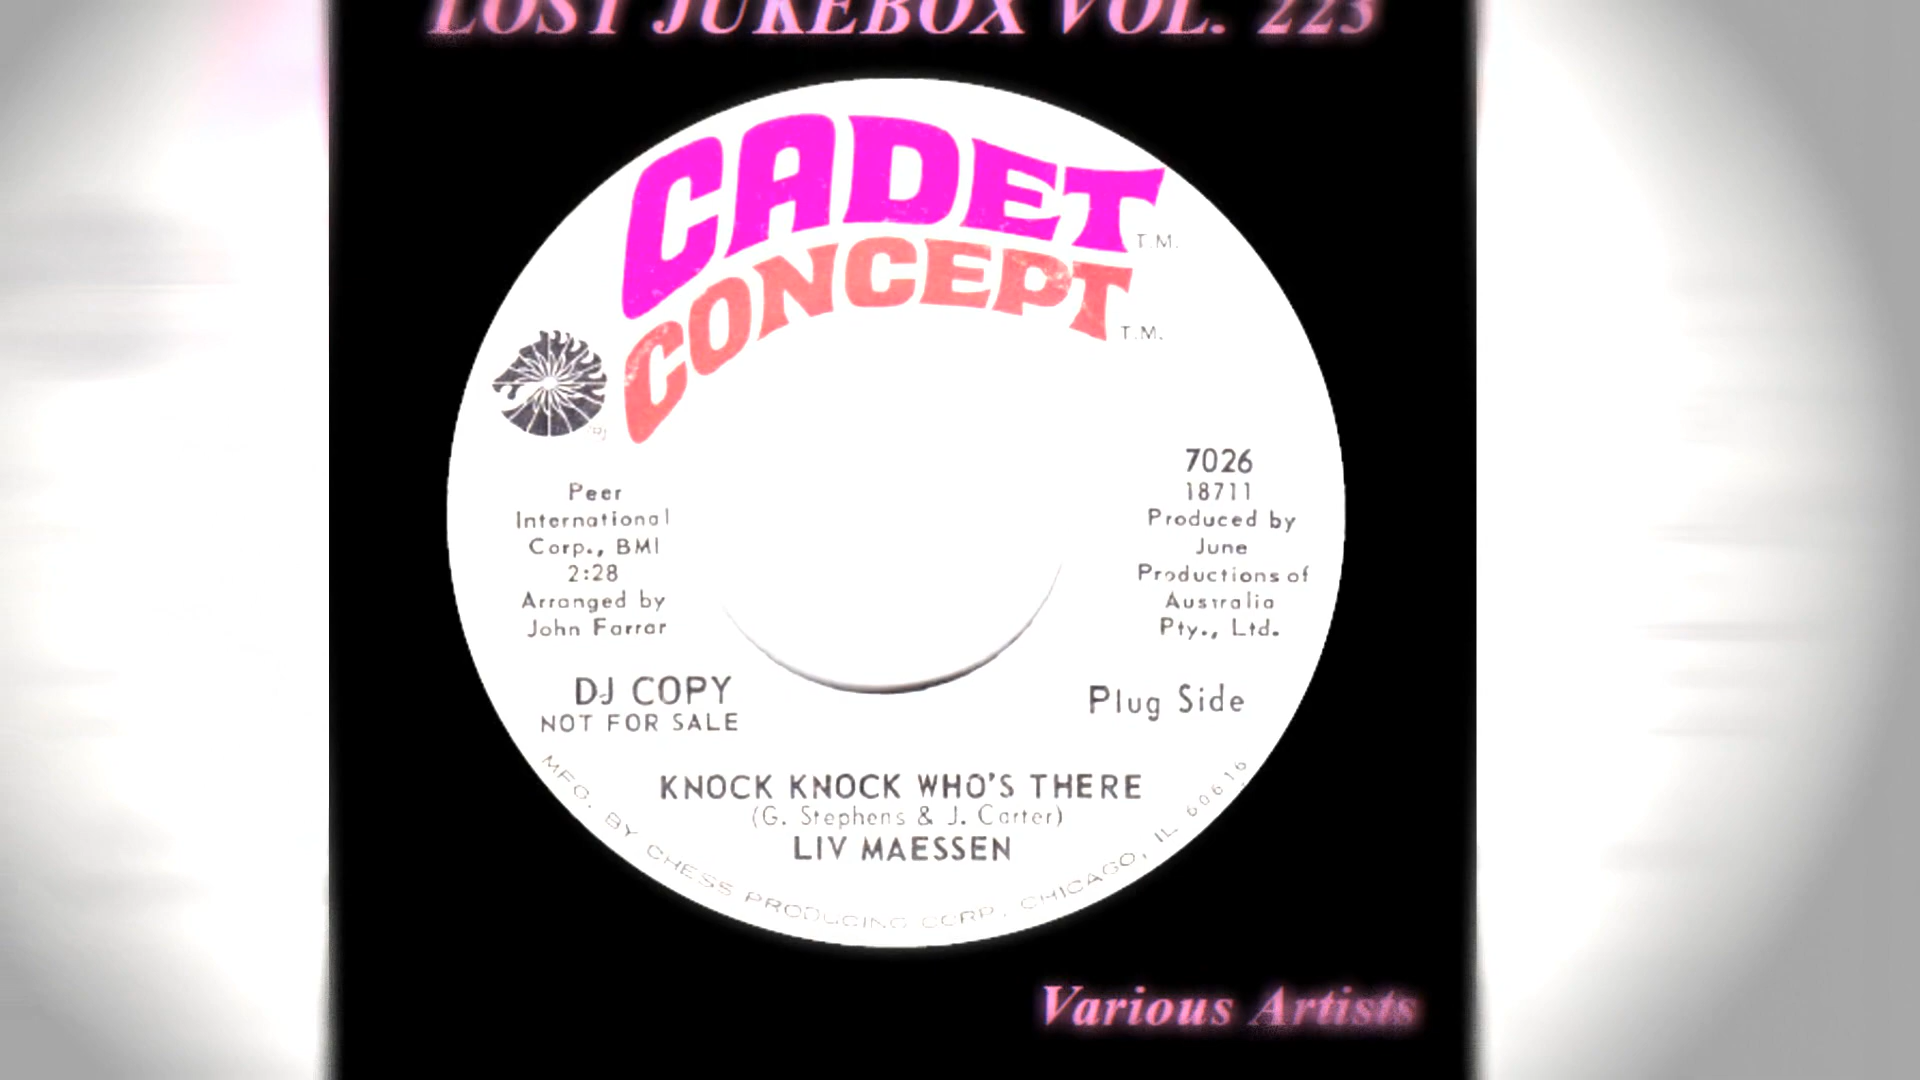 LOST JUKEBOX VOL. 223
CADET T.M.
CONCEPT T.M.
Peer
International
Corp., BMI
2:28
Arranged by
John Farrar
7026
18711
Produced by
June
Productions of
Australia
Pty., Ltd.
DJ COPY
NOT FOR SALE
Plug Side
KNOCK KNOCK WHO'S THERE
(G. Stephens & J. Carter)
LIV MAESSEN
MFG. BY CHESS PRODUCING CORP., CHICAGO, IL 60616
Various Artists